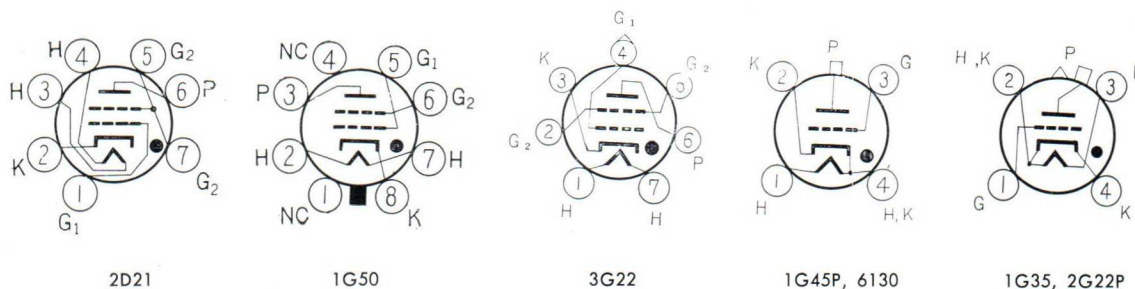 H 4 5 G2
H 3 6 P
K 2 7 G2
1
G1
2D21
NC 4 5 G1
P 3 6 G2
H 2 7 H
NC 1 8 K
1G50
G1
K 3 4 G2
G2 2 6 P
1 7
H H
3G22
P
K 2 3 G
1 4
H H,K
1G45P, 6130
H,K P
2 3
1 4
G K
1G35, 2G22P